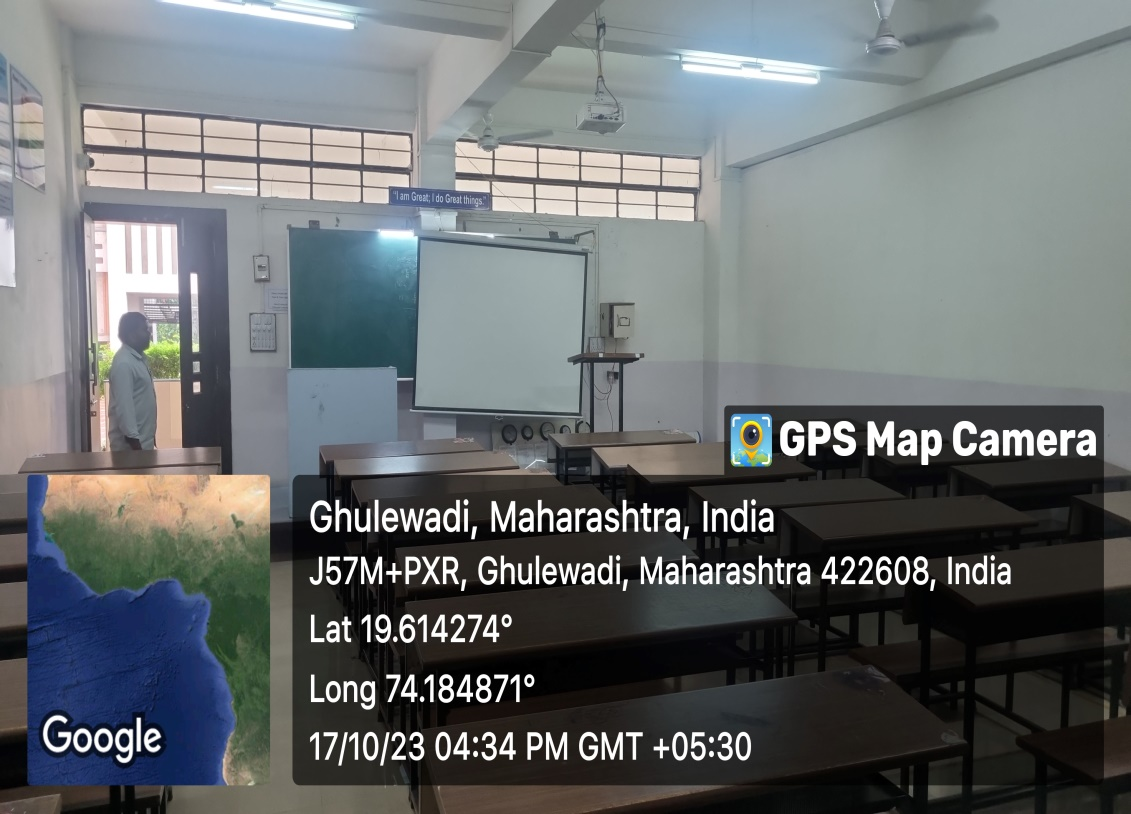 "I am Great; I do Great things."
GPS Map Camera
Ghulewadi, Maharashtra, India
J57M+PXR, Ghulewadi, Maharashtra 422608, India
Lat 19.614274°
Long 74.184871°
17/10/23 04:34 PM GMT +05:30
Google